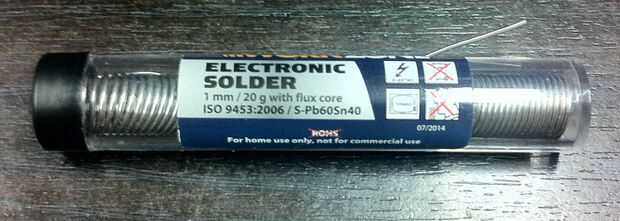 ELECTRONIC
SOLDER
1 mm / 20 g with flux core
ISO 9453:2006 / S-Pb60Sn40
ROHS
07/2014
For home use only, not for commercial use